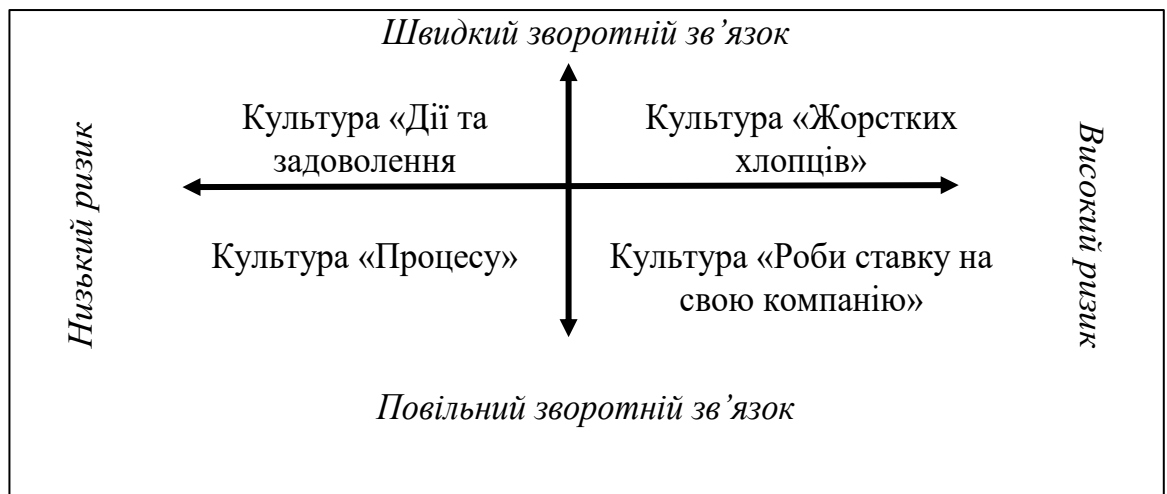 Швидкий зворотній зв’язок
Культура «Дії та
задоволення
Культура «Жорстких
хлопців»
Низький ризик
Високий ризик
Культура «Процесу»
Культура «Роби ставку на
свою компанію»
Повільний зворотній зв’язок